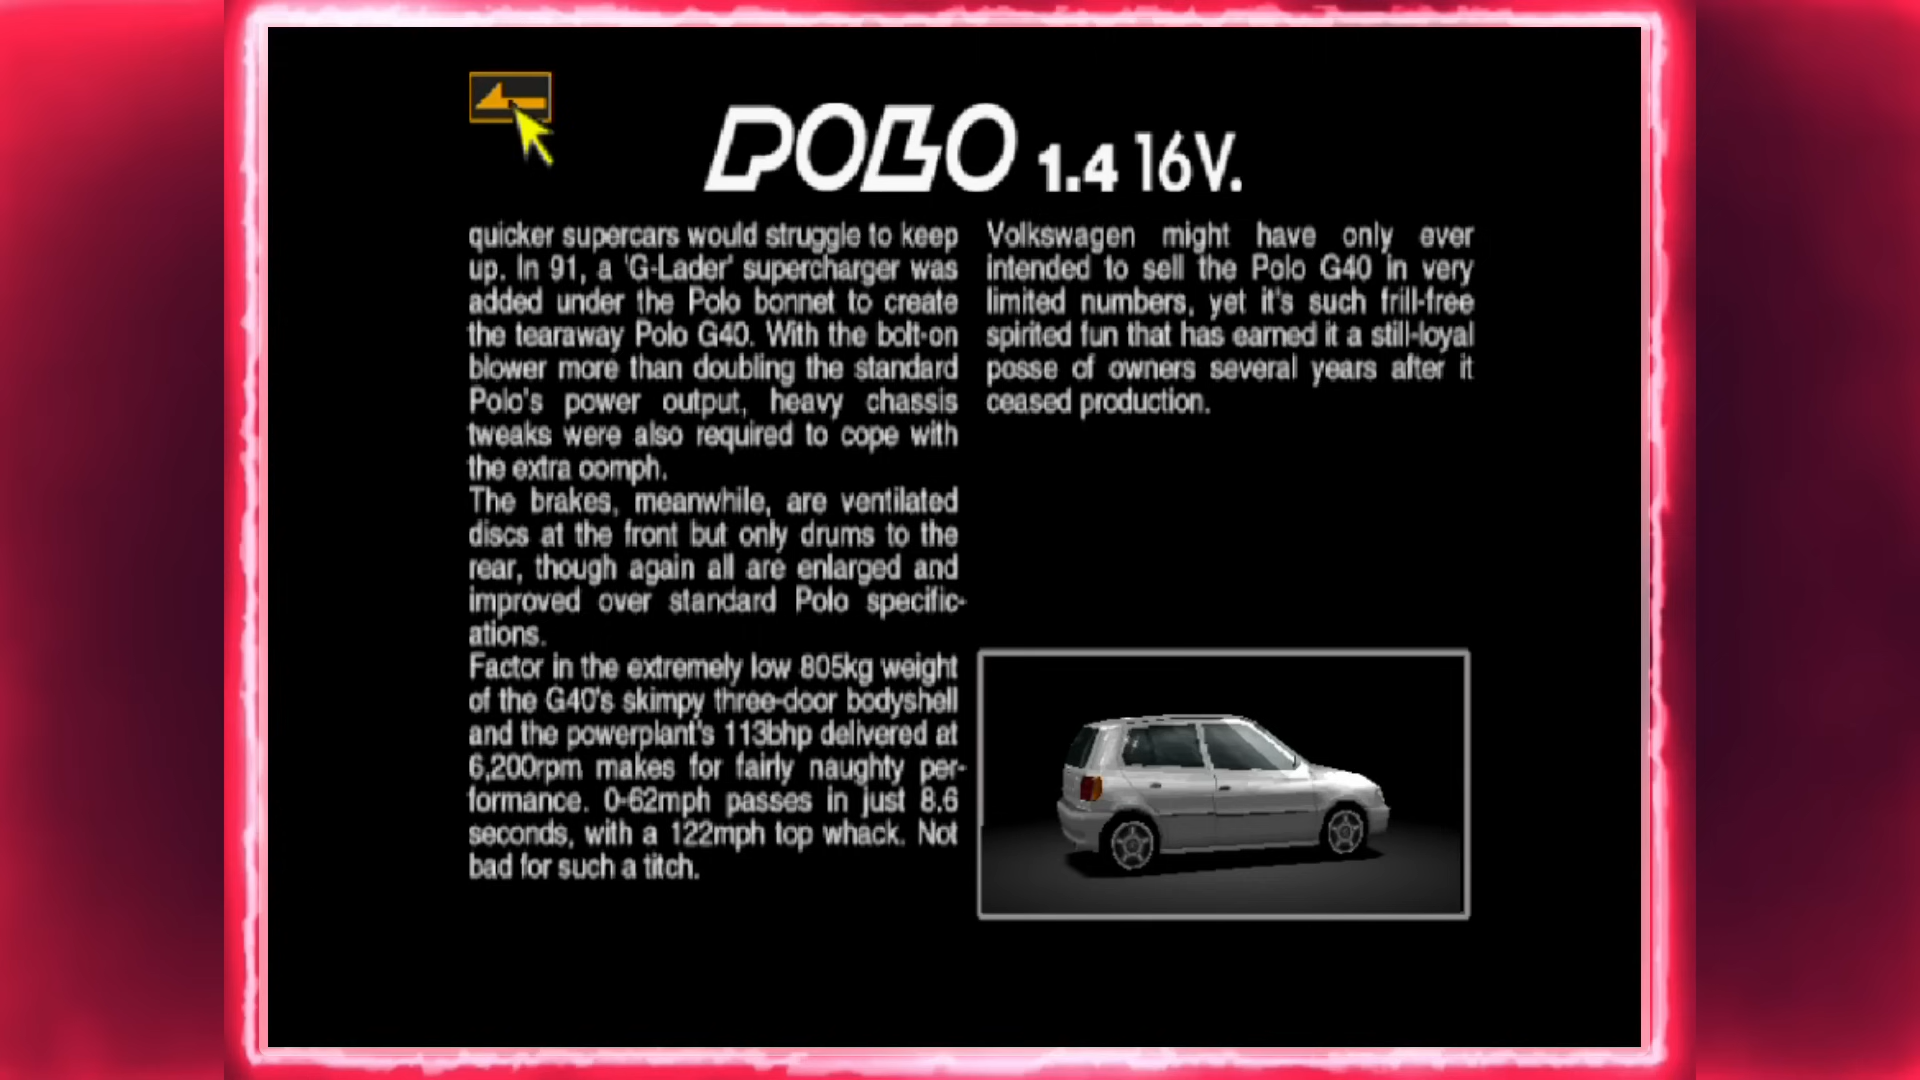 POLO 1.4 16V.
quicker supercars would struggle to keep
up. In 91, a 'G-Lader' supercharger was
added under the Polo bonnet to create
the tearaway Polo G40. With the bolt-on
blower more than doubling the standard
Polo's power output, heavy chassis
tweaks were also required to cope with
the extra oomph.
The brakes, meanwhile, are ventilated
discs at the front but only drums to the
rear, though again all are enlarged and
improved over standard Polo specific-
ations.
Factor in the extremely low 805kg weight
of the G40's skimpy three-door bodyshell
and the powerplant's 113bhp delivered at
6,200rpm makes for fairly naughty per-
formance. 0-62mph passes in just 8.6
seconds, with a 122mph top whack. Not
bad for such a titch.
Volkswagen might have only ever
intended to sell the Polo G40 in very
limited numbers, yet it's such frill-free
spirited fun that has earned it a still-loyal
posse of owners several years after it
ceased production.